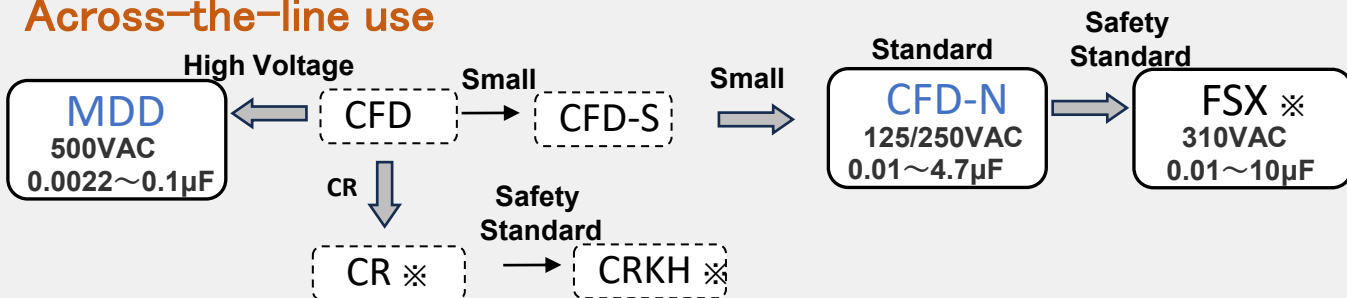 Across-the-line use
High Voltage
MDD
500VAC
0.0022～0.1µF
CFD
Small
CFD-S
Small
Standard
CFD-N
125/250VAC
0.01～4.7µF
Safety
Standard
FSX ※
310VAC
0.01～10µF
CR
CR ※
Safety
Standard
CRKH ※